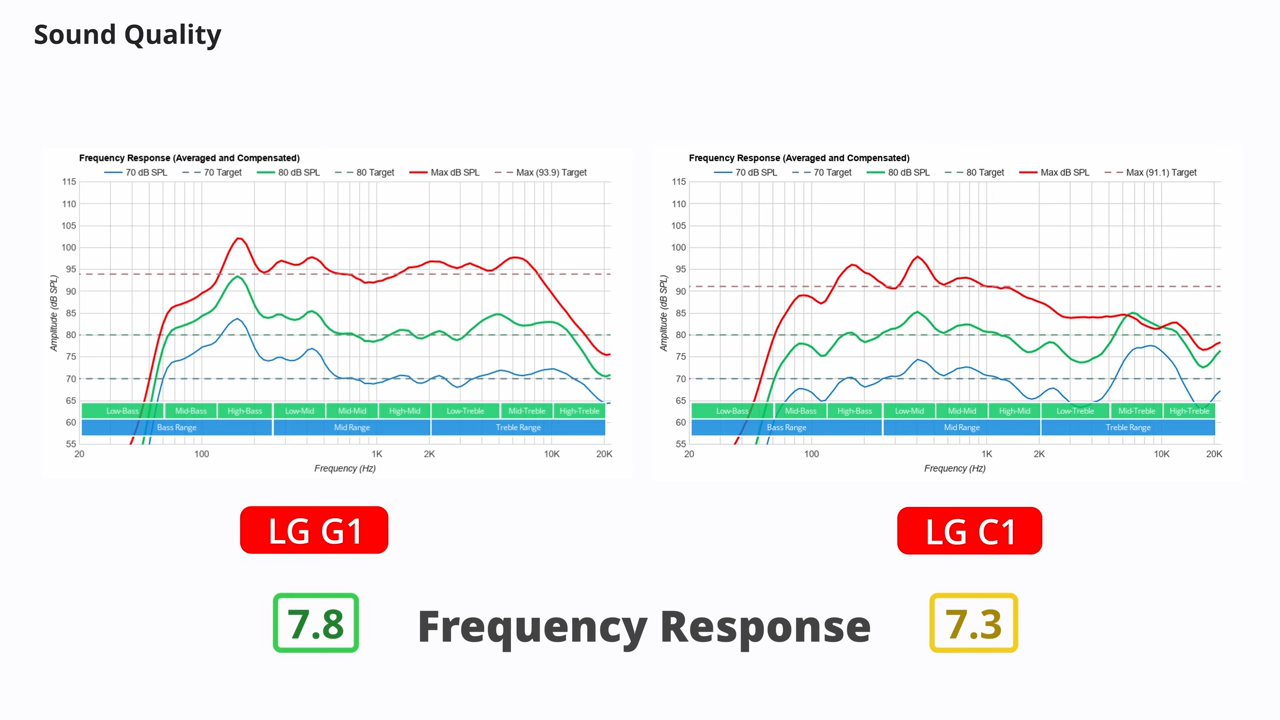 Sound Quality
Frequency Response (Averaged and Compensated)
70 dB SPL 70 Target 80 dB SPL 80 Target Max dB SPL Max (93.9) Target
115
110
105
100
95
90
85
80
75
70
65
60
55
Amplitude (dB SPL)
Low-Bass Mid-Bass High-Bass Low-Mid Mid-Mid High-Mid Low-Treble Mid-Treble High-Treble
Bass Range Mid Range Treble Range
20 100 1K 2K 10K 20K
Frequency (Hz)
Frequency Response (Averaged and Compensated)
70 dB SPL 70 Target 80 dB SPL 80 Target Max dB SPL Max (91.1) Target
115
110
105
100
95
90
85
80
75
70
65
60
55
Amplitude (dB SPL)
Low-Bass Mid-Bass High-Bass Low-Mid Mid-Mid High-Mid Low-Treble Mid-Treble High-Treble
Bass Range Mid Range Treble Range
20 100 1K 2K 10K 20K
Frequency (Hz)
LG G1 LG C1
7.8 Frequency Response 7.3